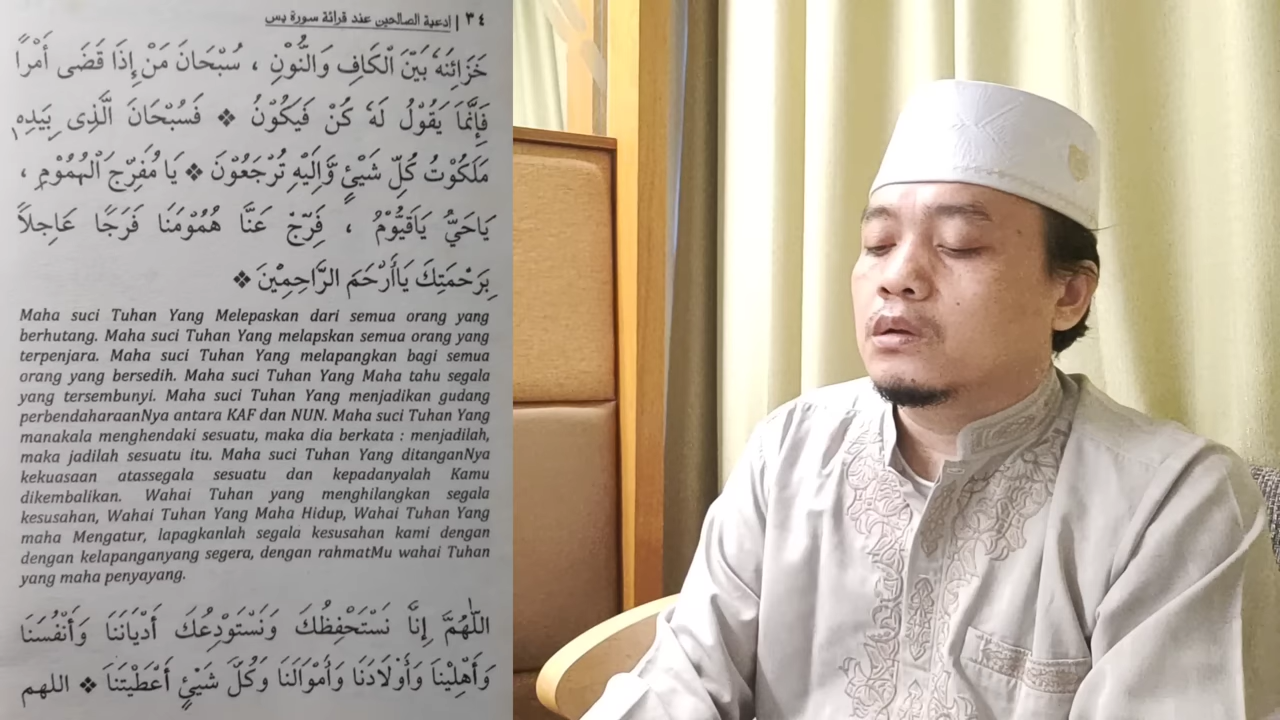 ٣٤ | ادعية الصالحين عند قرائة سورة يس
خَزَائِنَهُ بَيْنَ الْكَافِ وَالنُّوْنِ ، سُبْحَانَ مَنْ إِذَا قَضَى أَمْرًا
فَإِنَّمَا يَقُوْلُ لَهُ كُنْ فَيَكُوْنُ ❖ فَسُبْحَانَ الَّذِى بِيَدِهِ
مَلَكُوْتُ كُلِّ شَيْئٍ وَّإِلَيْهِ تُرْجَعُوْنَ ❖ يَا مُفَرِّجَ الْهُمُوْمِ ،
يَاحَيُّ يَاقَيُّوْمُ ، فَرِّجْ عَنَّا هُمُوْمَنَا فَرَجًا عَاجِلاً
بِرَحْمَتِكَ يَاأَرْحَمَ الرَّاحِمِيْنَ ❖
Maha suci Tuhan Yang Melepaskan dari semua orang yang
berhutang. Maha suci Tuhan Yang melapskan semua orang yang
terpenjara. Maha suci Tuhan Yang melapangkan bagi semua
orang yang bersedih. Maha suci Tuhan Yang Maha tahu segala
yang tersembunyi. Maha suci Tuhan Yang menjadikan gudang
perbendaharaanNya antara KAF dan NUN. Maha suci Tuhan Yang
manakala menghendaki sesuatu, maka dia berkata : menjadilah,
maka jadilah sesuatu itu. Maha suci Tuhan Yang ditanganNya
kekuasaan atassegala sesuatu dan kepadanyalah Kamu
dikembalikan. Wahai Tuhan yang menghilangkan segala
kesusahan, Wahai Tuhan Yang Maha Hidup, Wahai Tuhan Yang
maha Mengatur, lapagkanlah segala kesusahan kami dengan
dengan kelapanganyang segera, dengan rahmatMu wahai Tuhan
yang maha penyayang.
اَللّٰهُمَّ إِنَّا نَسْتَحْفِظُكَ وَنَسْتَوْدِعُكَ أَدْيَانَنَا وَأَنْفُسَنَا
وَأَهْلِيْنَا وَأَوْلَادَنَا وَأَمْوَالَنَا وَكُلَّ شَيْئٍ أَعْطَيْتَنَا ❖ اللهم